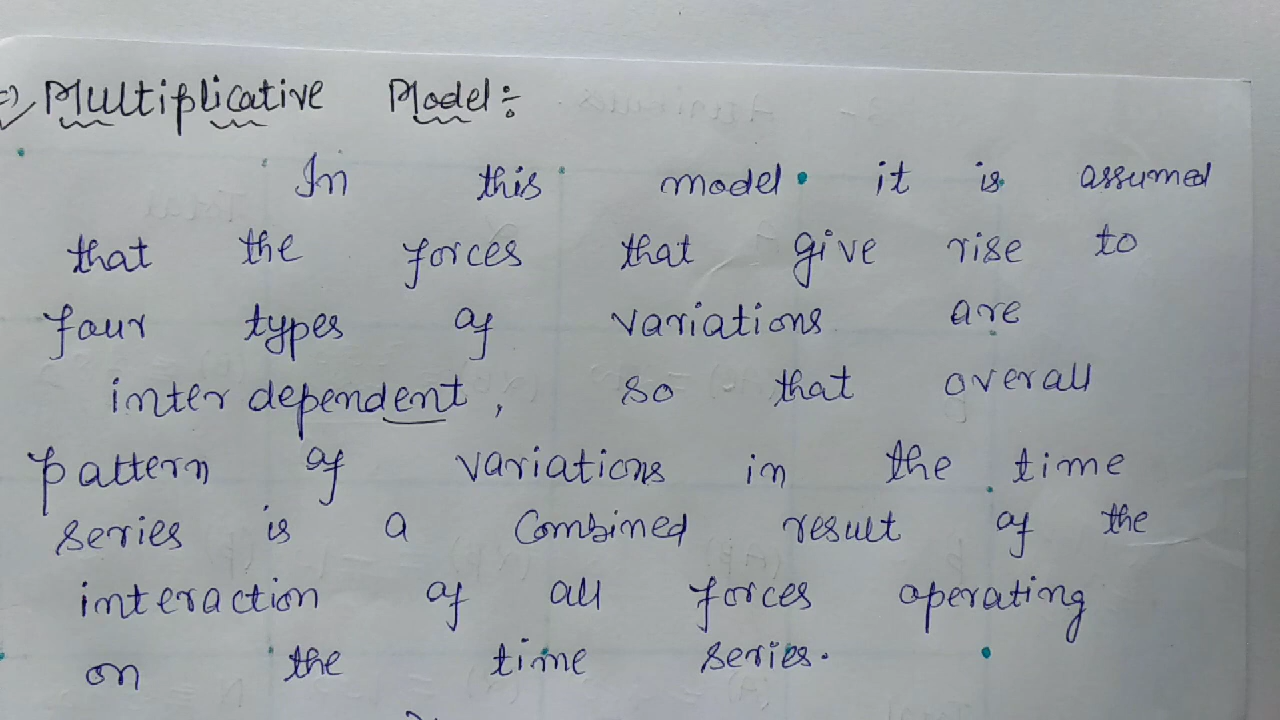 => Multiplicative Model:-
In this model it is assumed
that the forces that give rise to
four types of variations are
inter dependent, so that overall
pattern of variations in the time
series is a combined result of the
interaction of all forces operating
on the time series.